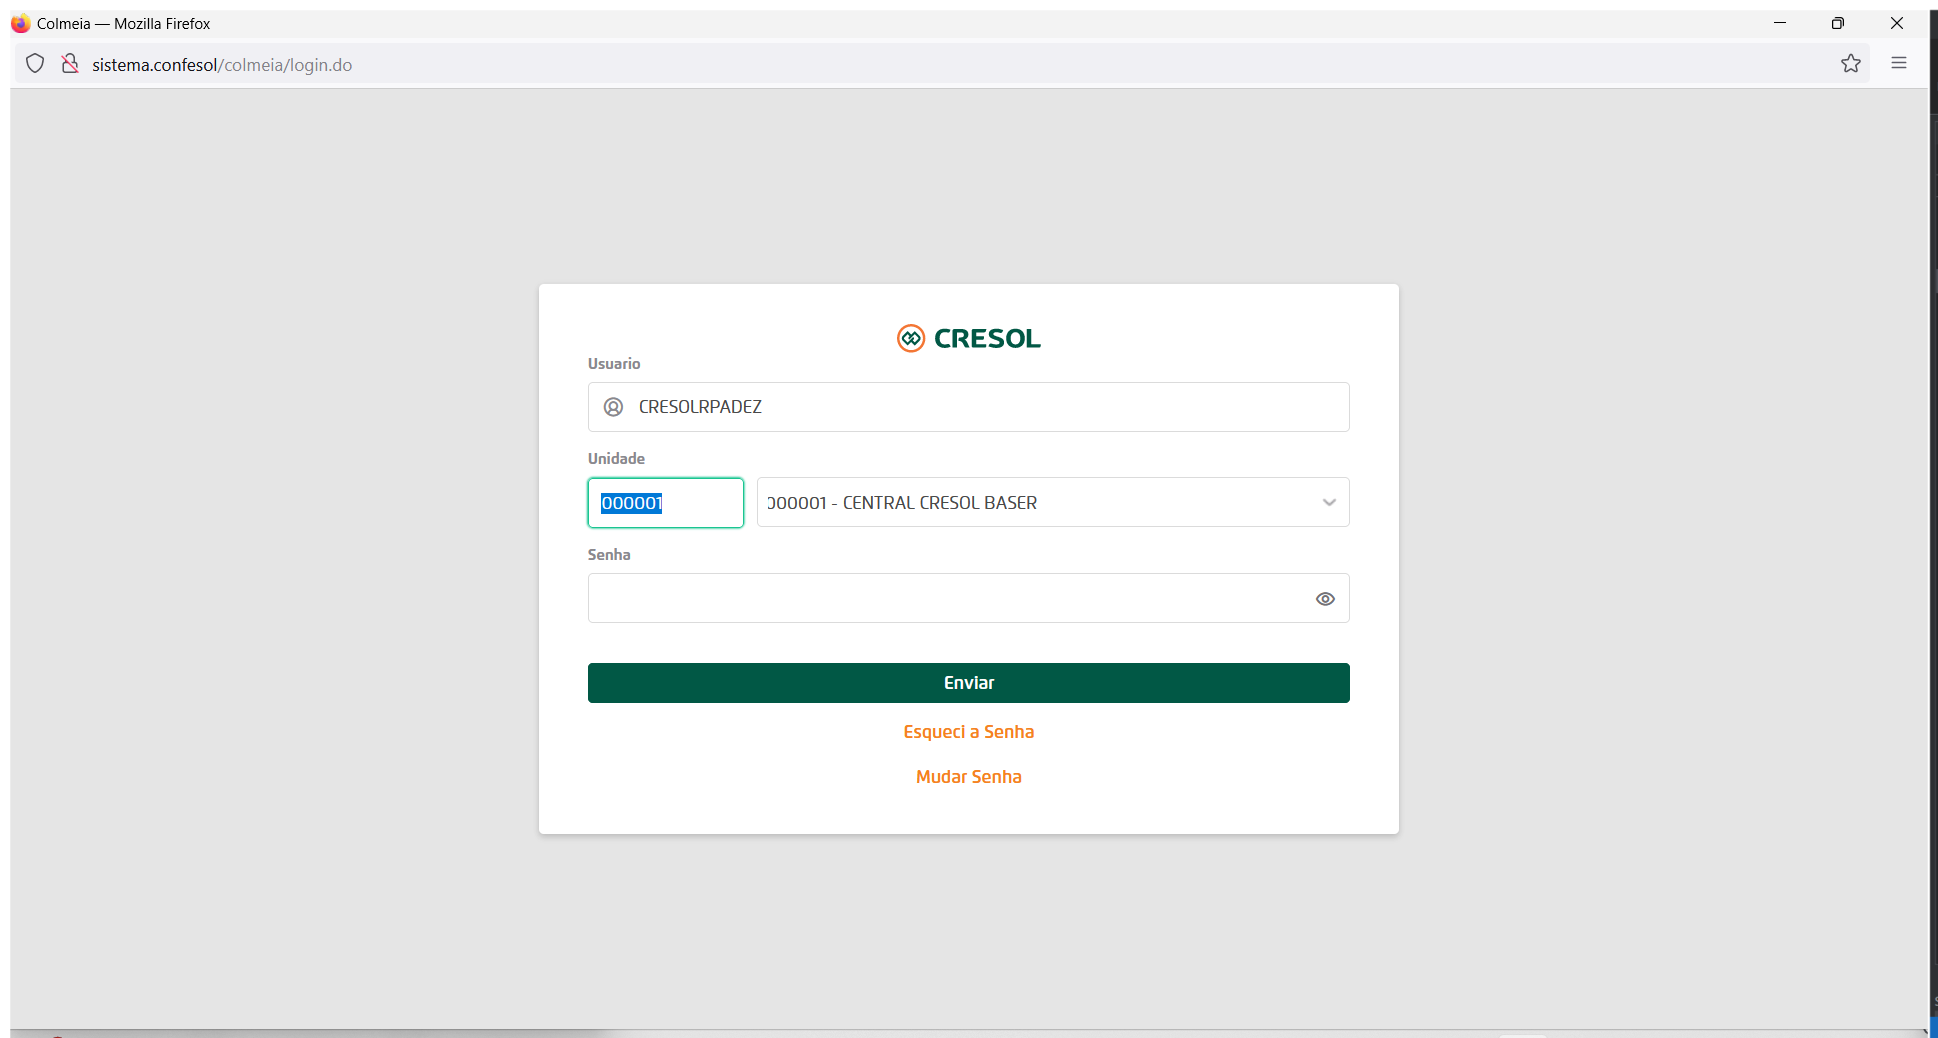 Colmeia — Mozilla Firefox
sistema.confesol/colmeia/login.do
CRESOL
Usuario
CRESOLRPADEZ
Unidade
000001
000001 - CENTRAL CRESOL BASER
Senha
Enviar
Esqueci a Senha
Mudar Senha